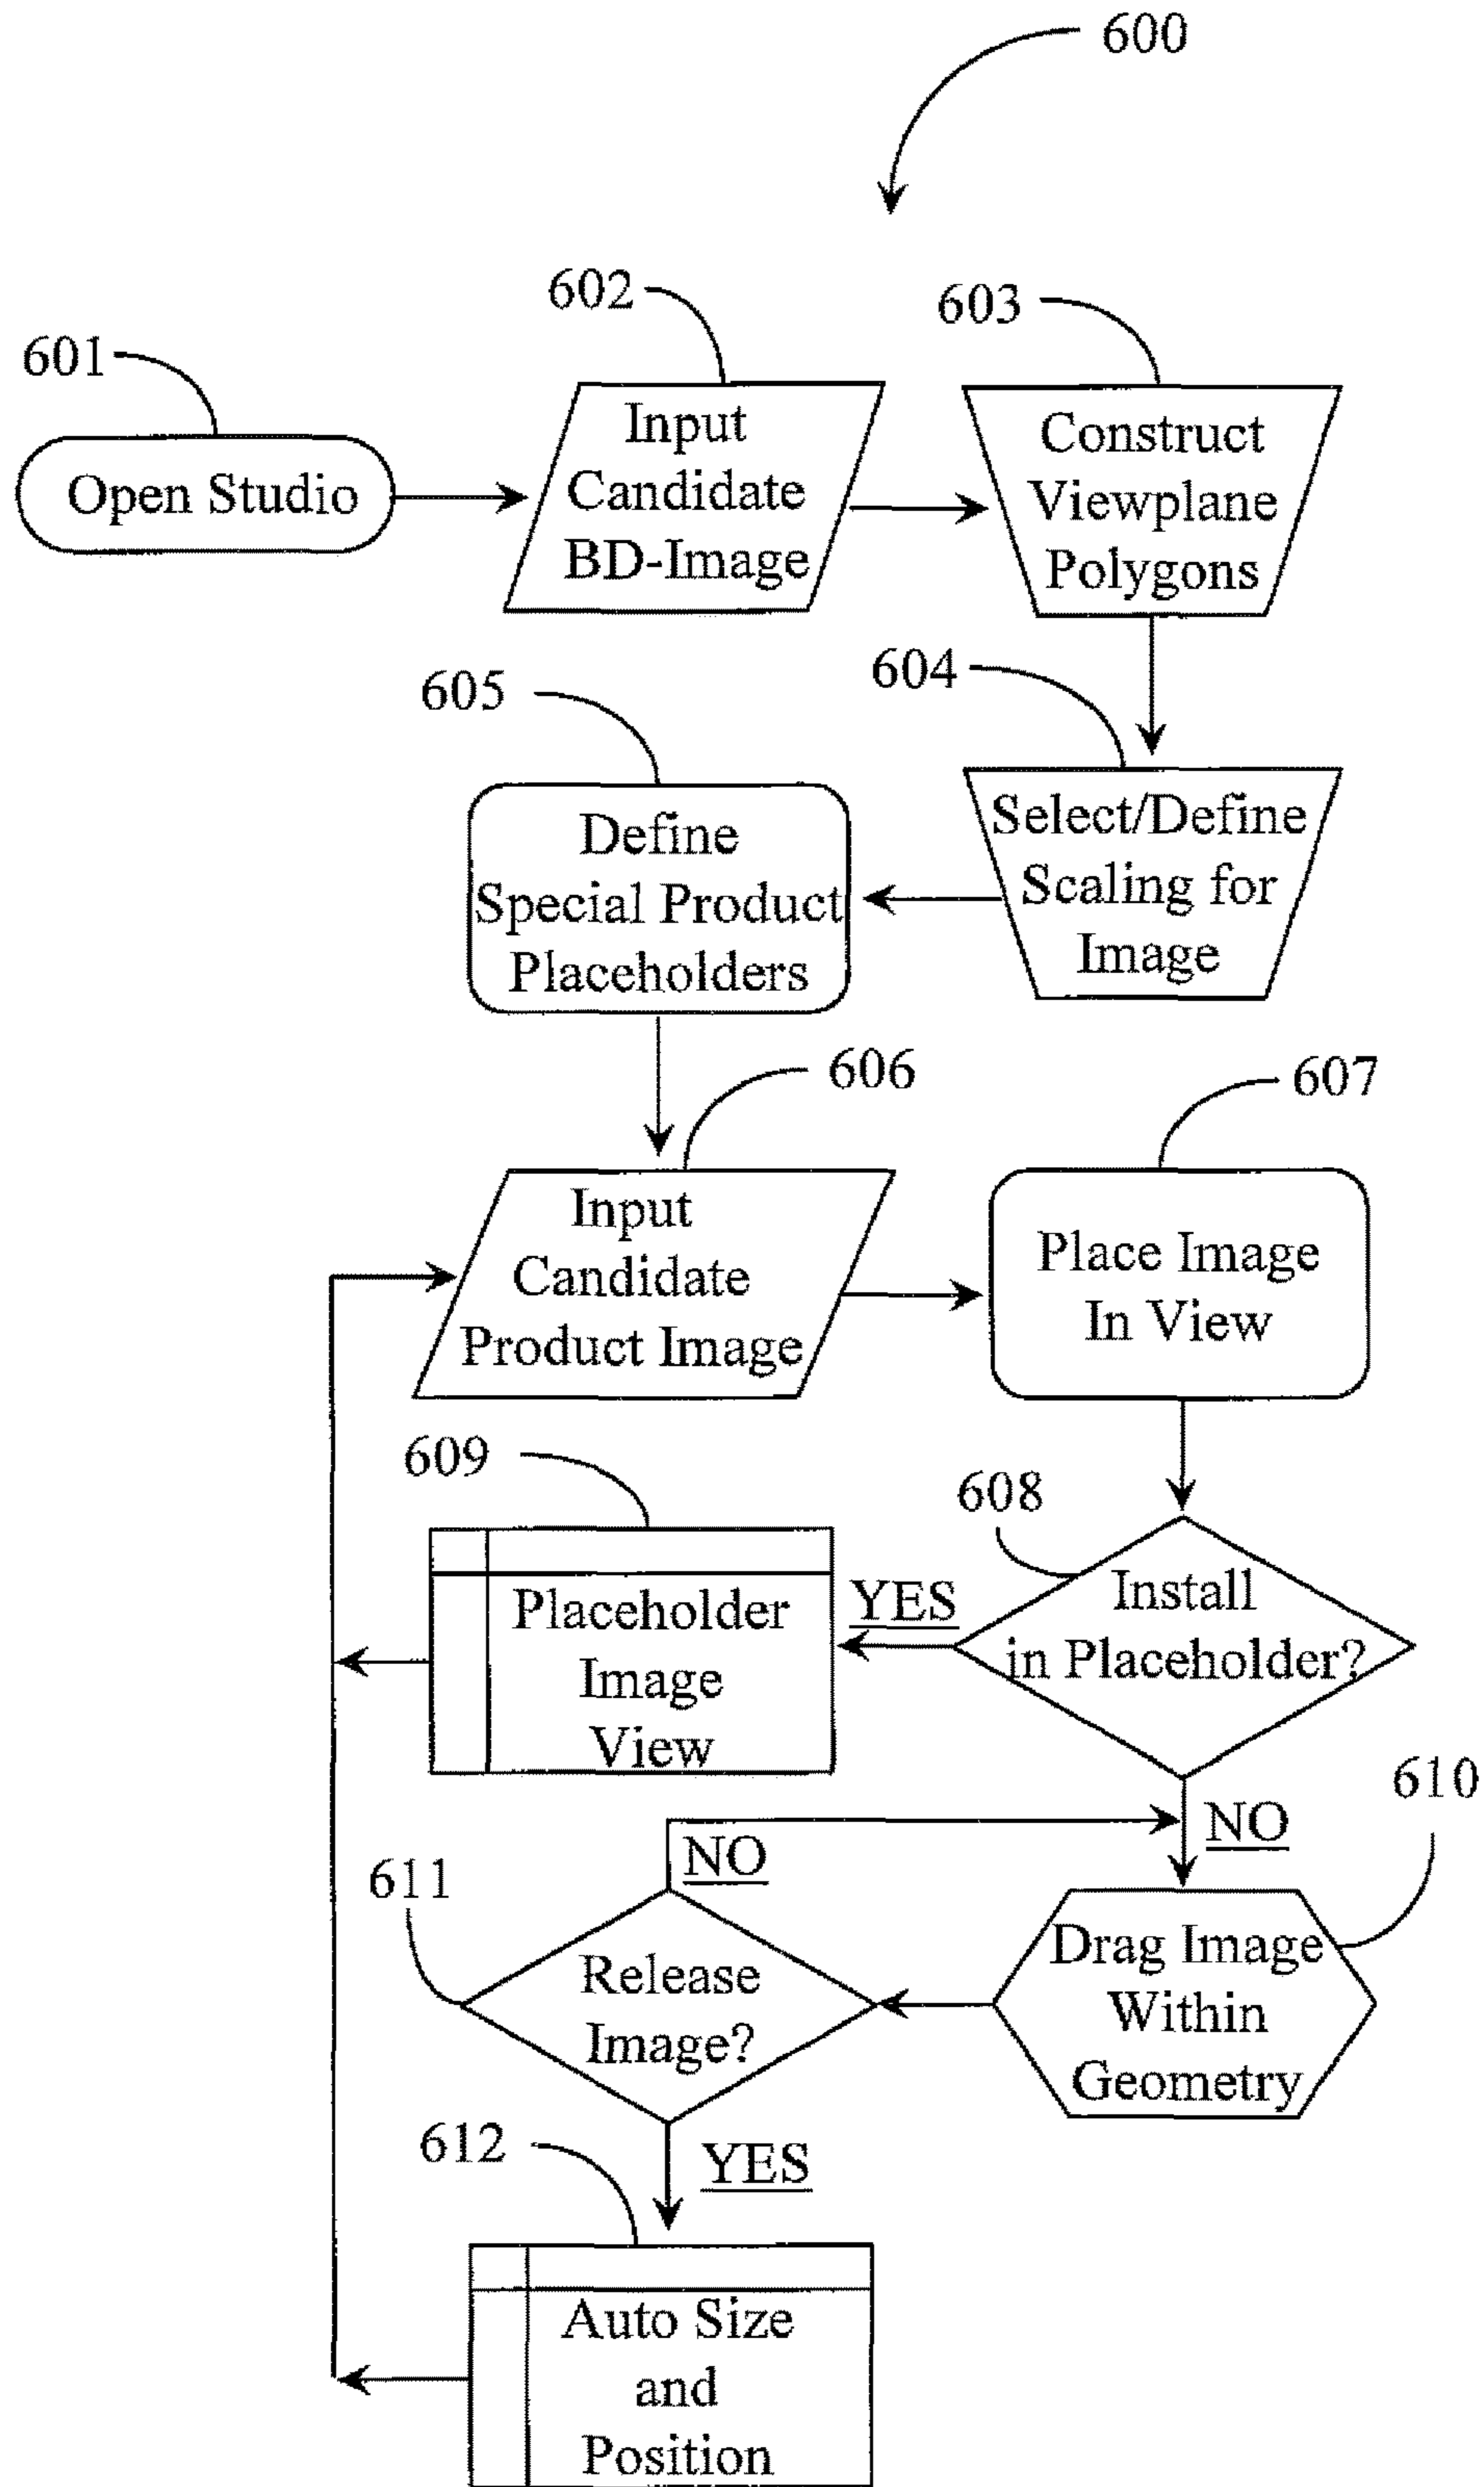 600
602
603
601
Input
Candidate
BD-Image
Construct
Viewplane
Polygons
Open Studio
604
605
Select/Define
Scaling for
Image
Define
Special Product
Placeholders
606
607
Input
Candidate
Product Image
Place Image
In View
609
608
Placeholder
Image
View
YES
Install
in Placeholder?
610
NO
NO
611
Release
Image?
Drag Image
Within
Geometry
612
YES
Auto Size
and
Position